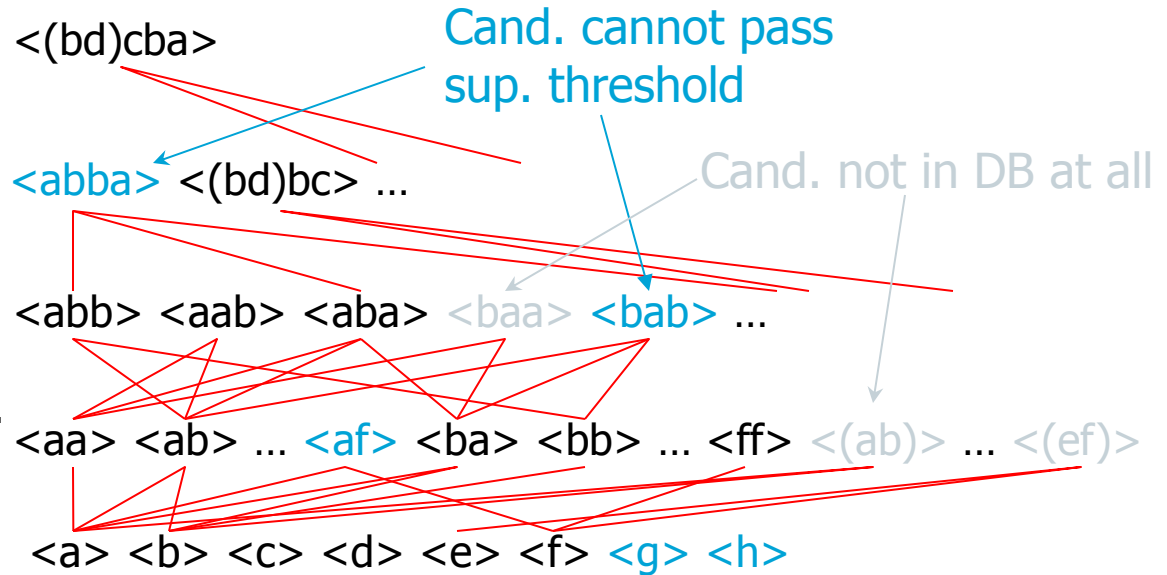 <(bd)cba>
Cand. cannot pass
sup. threshold
<abba> <(bd)bc> ...
Cand. not in DB at all
<abb> <aab> <aba> <baa> <bab> ...
<aa> <ab> ... <af> <ba> <bb> ... <ff> <(ab)> ... <(ef)>
<a> <b> <c> <d> <e> <f> <g> <h>